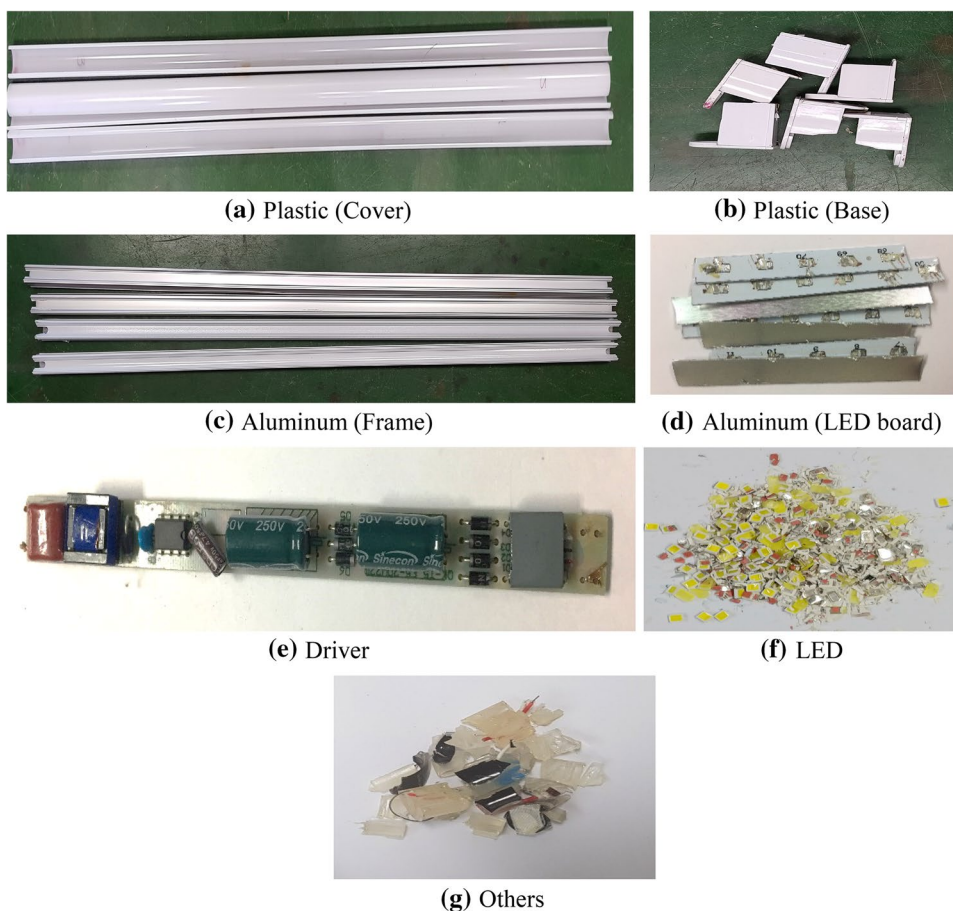 (a) Plastic (Cover)
(b) Plastic (Base)
(c) Aluminum (Frame)
(d) Aluminum (LED board)
250V
250V
Sinecon
(e) Driver
(f) LED
(g) Others